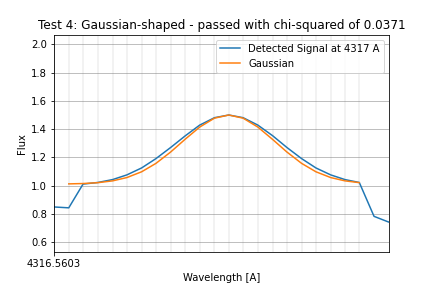 Test 4: Gaussian-shaped - passed with chi-squared of 0.0371
2.0
1.8
1.6
1.4
1.2
1.0
0.8
0.6
Flux
Detected Signal at 4317 A
Gaussian
4316.5603
Wavelength [A]